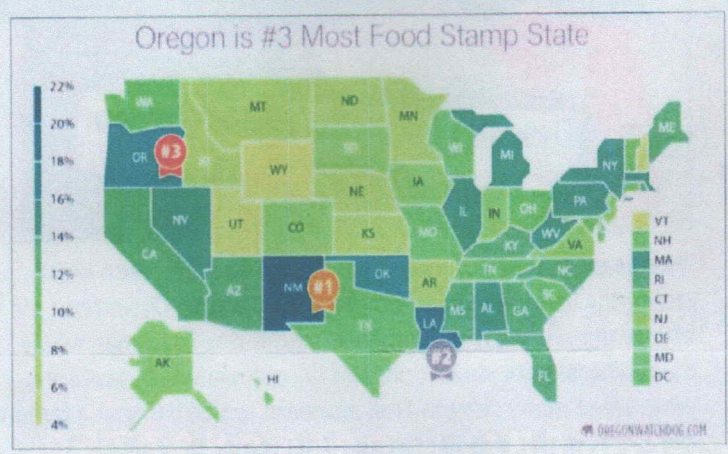 Oregon is #3 Most Food Stamp State
22%
20%
18%
16%
14%
12%
10%
8%
6%
4%
WA
OR
#3
MT
ND
MN
WI
MI
NY
ME
WY
IA
NE
NV
UT
CO
KS
MO
IL
IN
OH
PA
WV
VA
KY
CA
AZ
NM
#1
OK
AR
TN
NC
SC
TX
LA
#2
MS
AL
GA
FL
AK
HI
VT
NH
MA
RI
CT
NJ
DE
MD
DC
OREGONWATCHDOG.COM